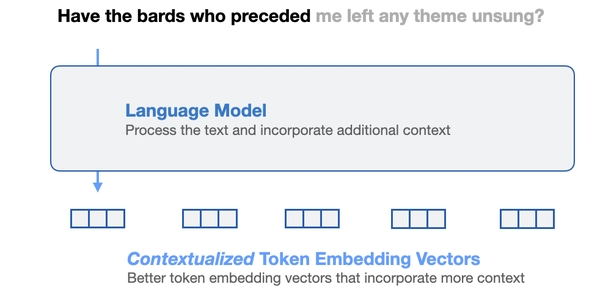 Have the bards who preceded me left any theme unsung?
Language Model
Process the text and incorporate additional context
Contextualized Token Embedding Vectors
Better token embedding vectors that incorporate more context